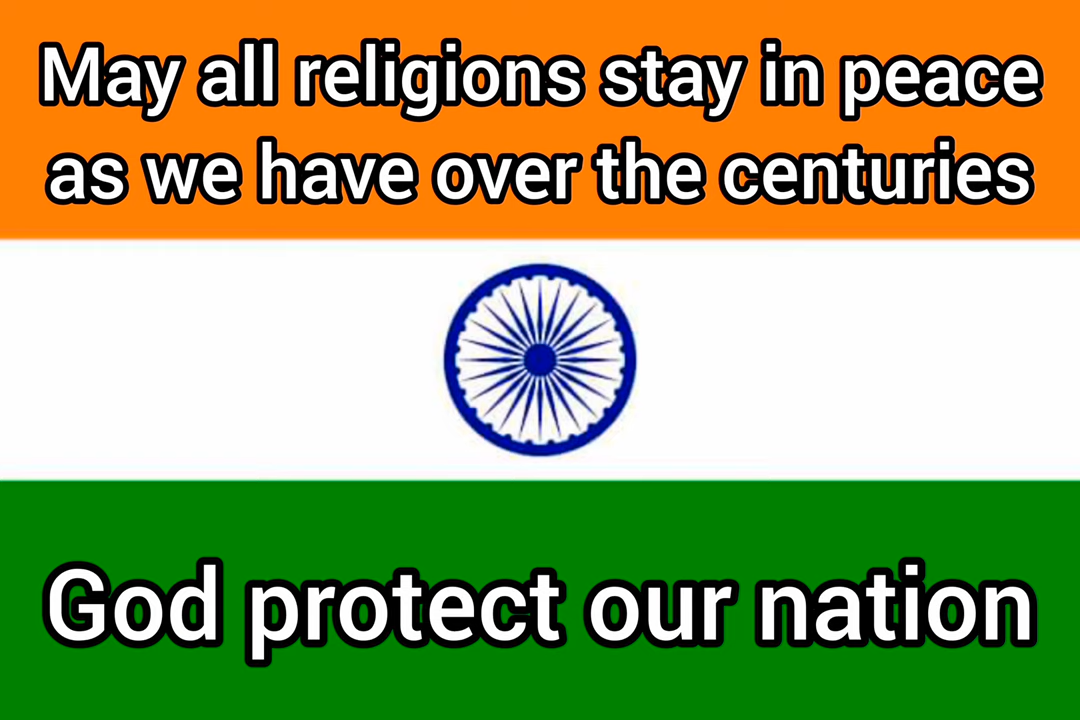 May all religions stay in peace
as we have over the centuries
God protect our nation